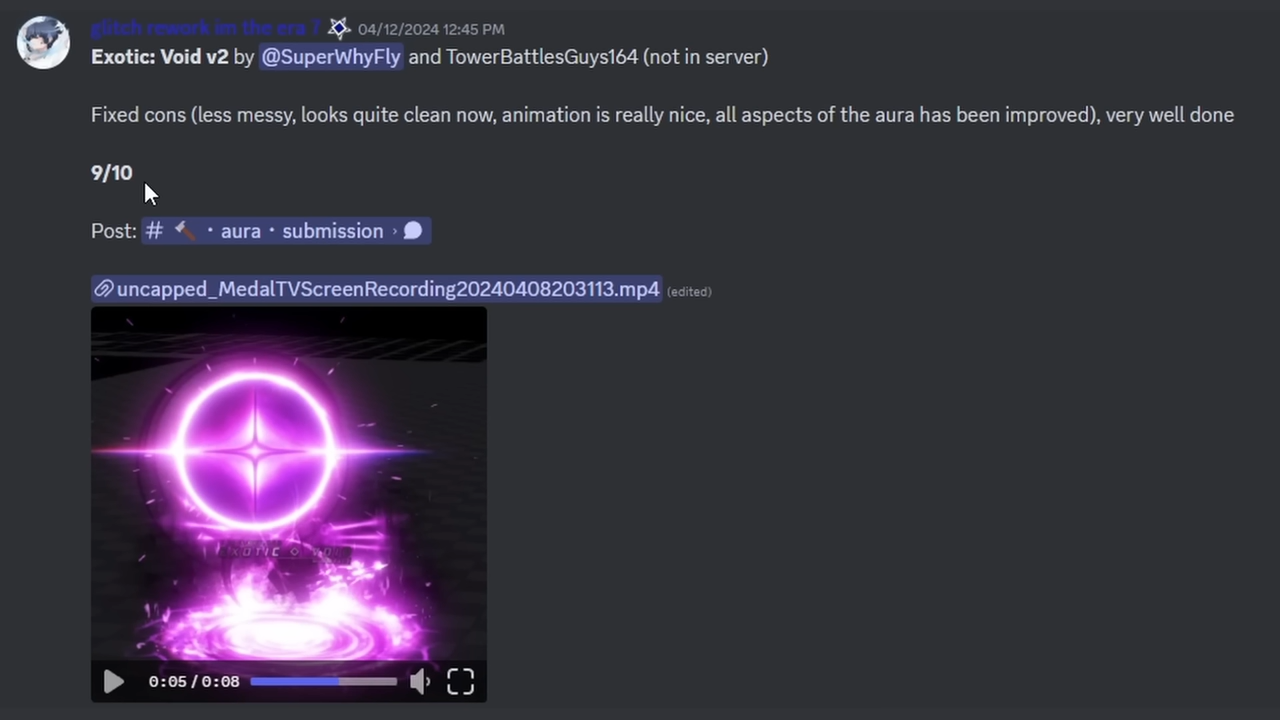 glitch rework im the era 7 04/12/2024 12:45 PM
Exotic: Void v2 by @SuperWhyFly and TowerBattlesGuys164 (not in server)
Fixed cons (less messy, looks quite clean now, animation is really nice, all aspects of the aura has been improved), very well done
9/10
Post: # 🔨・aura・submission ›
uncapped_MedalTVScreenRecording20240408203113.mp4 (edited)
EXOTIC
0:05 / 0:08